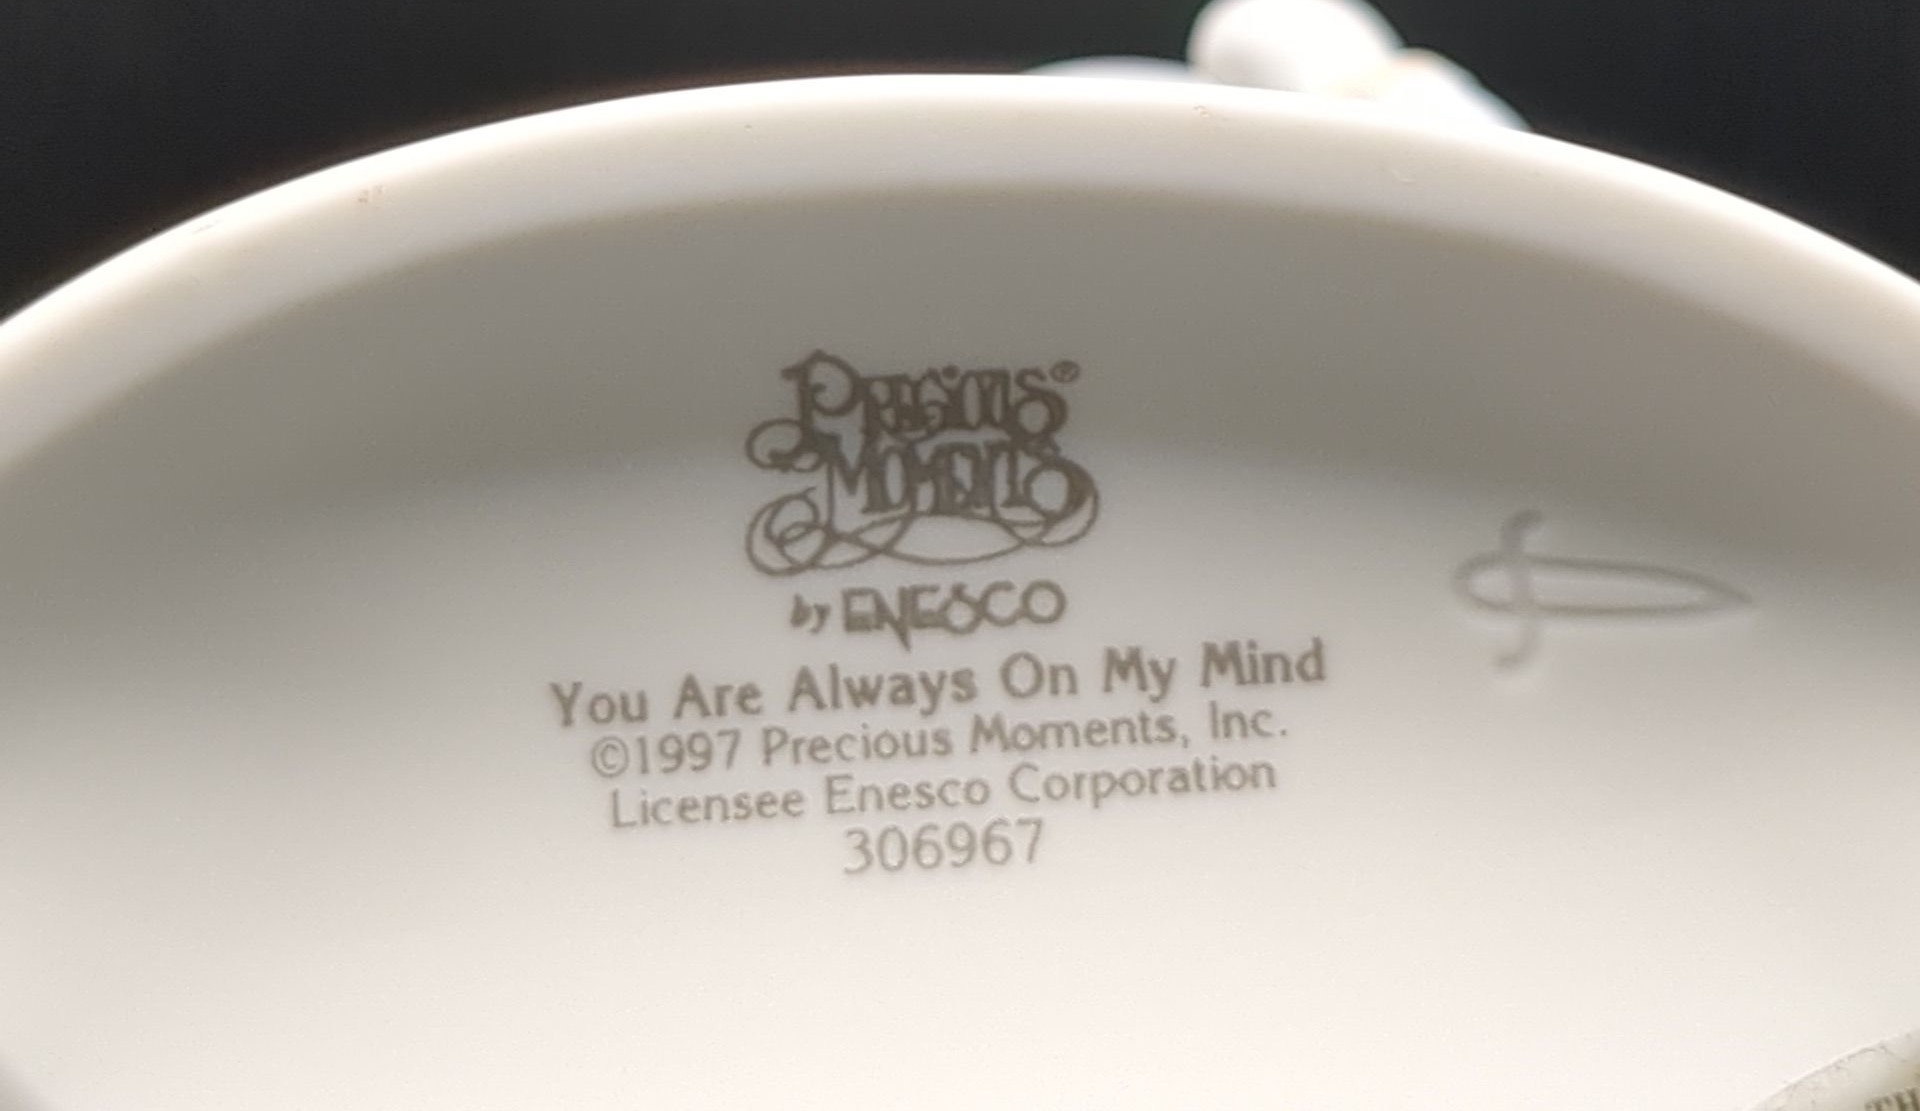 PRECIOUS®
MOMENTS
by ENESCO
You Are Always On My Mind
©1997 Precious Moments, Inc.
Licensee Enesco Corporation
306967